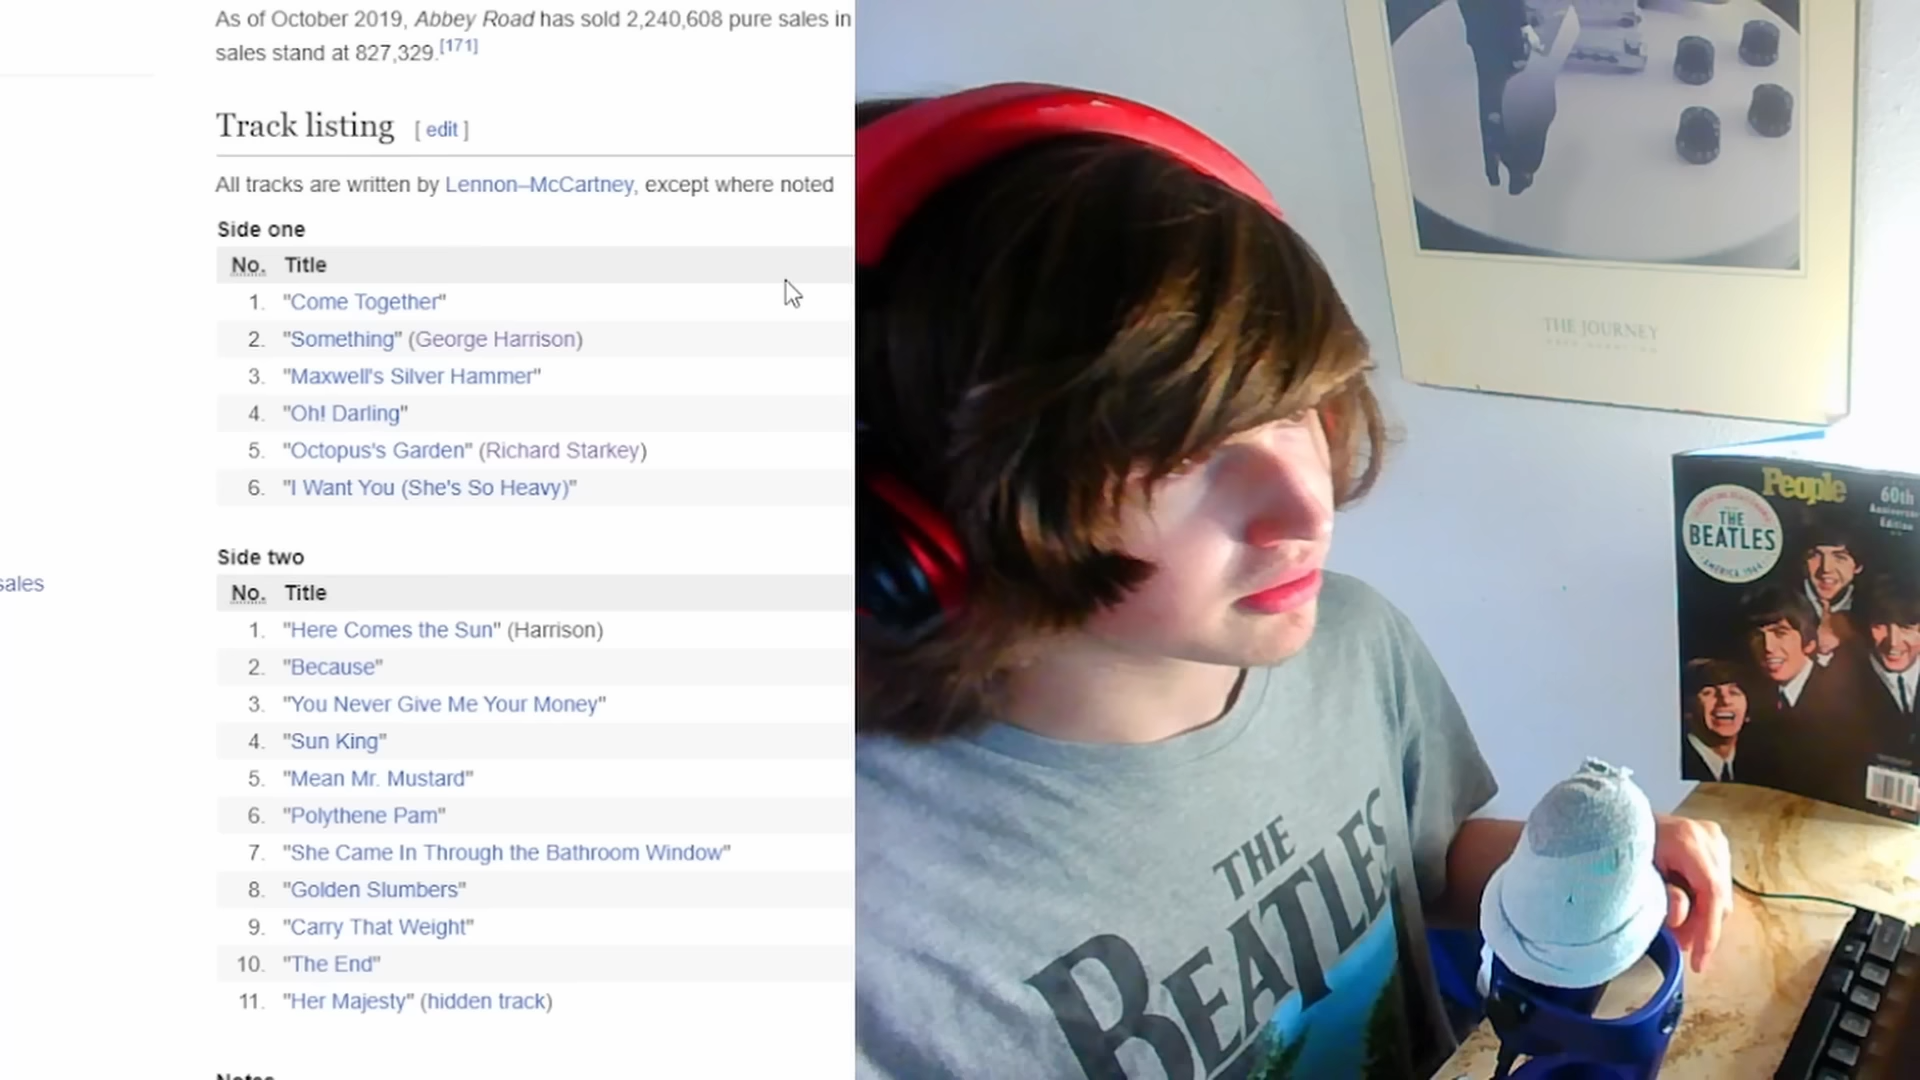 As of October 2019, Abbey Road has sold 2,240,608 pure sales in
sales stand at 827,329.[171]
Track listing [ edit ]
All tracks are written by Lennon–McCartney, except where noted
Side one
No. Title
1. "Come Together"
2. "Something" (George Harrison)
3. "Maxwell's Silver Hammer"
4. "Oh! Darling"
5. "Octopus's Garden" (Richard Starkey)
6. "I Want You (She's So Heavy)"
Side two
No. Title
1. "Here Comes the Sun" (Harrison)
2. "Because"
3. "You Never Give Me Your Money"
4. "Sun King"
5. "Mean Mr. Mustard"
6. "Polythene Pam"
7. "She Came In Through the Bathroom Window"
8. "Golden Slumbers"
9. "Carry That Weight"
10. "The End"
11. "Her Majesty" (hidden track)
Notes
sales
THE JOURNEY
People
60th
Anniversary
Edition
THE
BEATLES
AMERICA 1964
THE
BEATLES